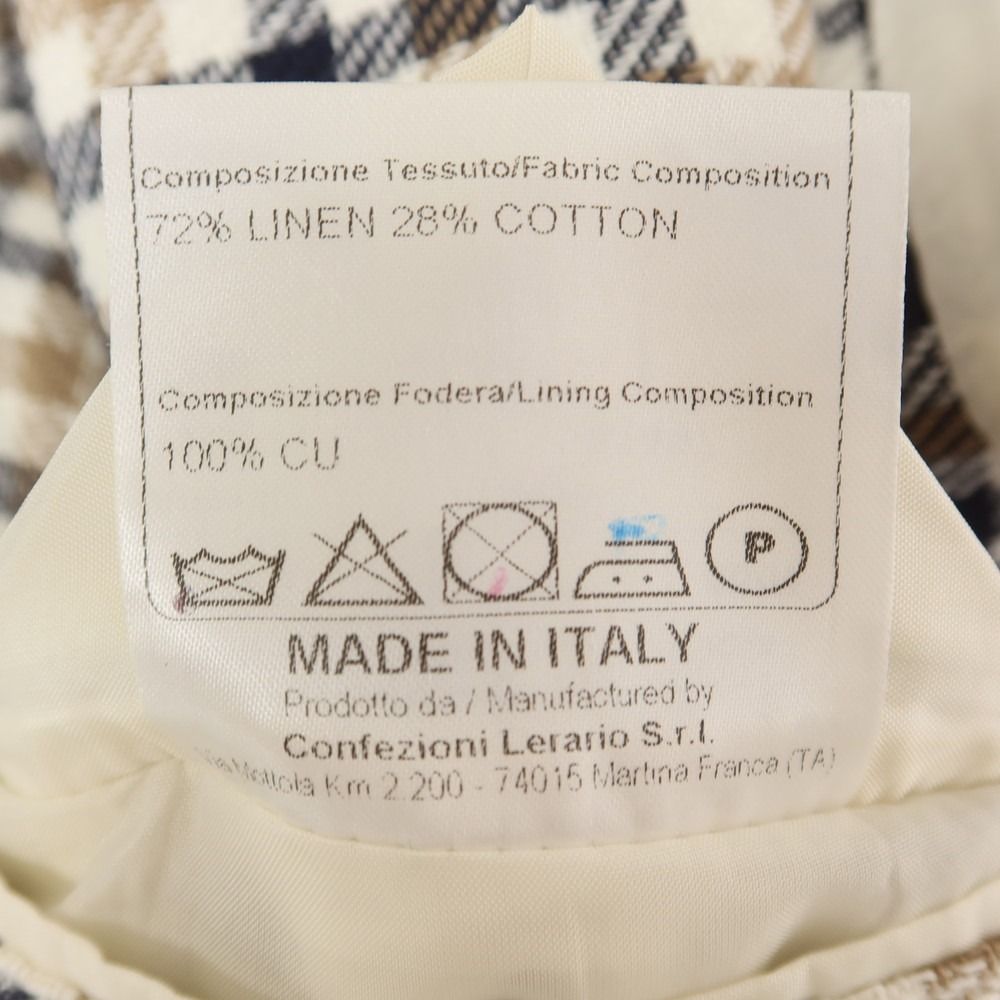 Composizione Tessuto/Fabric Composition
72% LINEN 28% COTTON
Composizione Fodera/Lining Composition
100% CU
P
MADE IN ITALY
Prodotto da / Manufactured by
Confezioni Lerario S.r.l.
Mottola Km 2.200 - 74015 Martina Franca (TA)